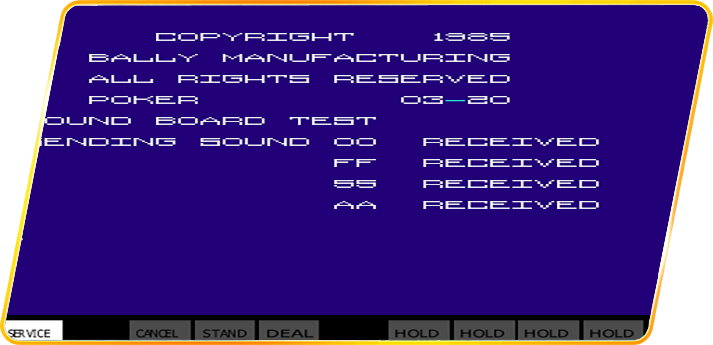 COPYRIGHT 1985
BALLY MANUFACTURING
ALL RIGHTS RESERVED
POKER 03-20
OUND BOARD TEST
ENDING SOUND 00 RECEIVED
FF RECEIVED
55 RECEIVED
AA RECEIVED
SERVICE CANCEL STAND DEAL HOLD HOLD HOLD HOLD